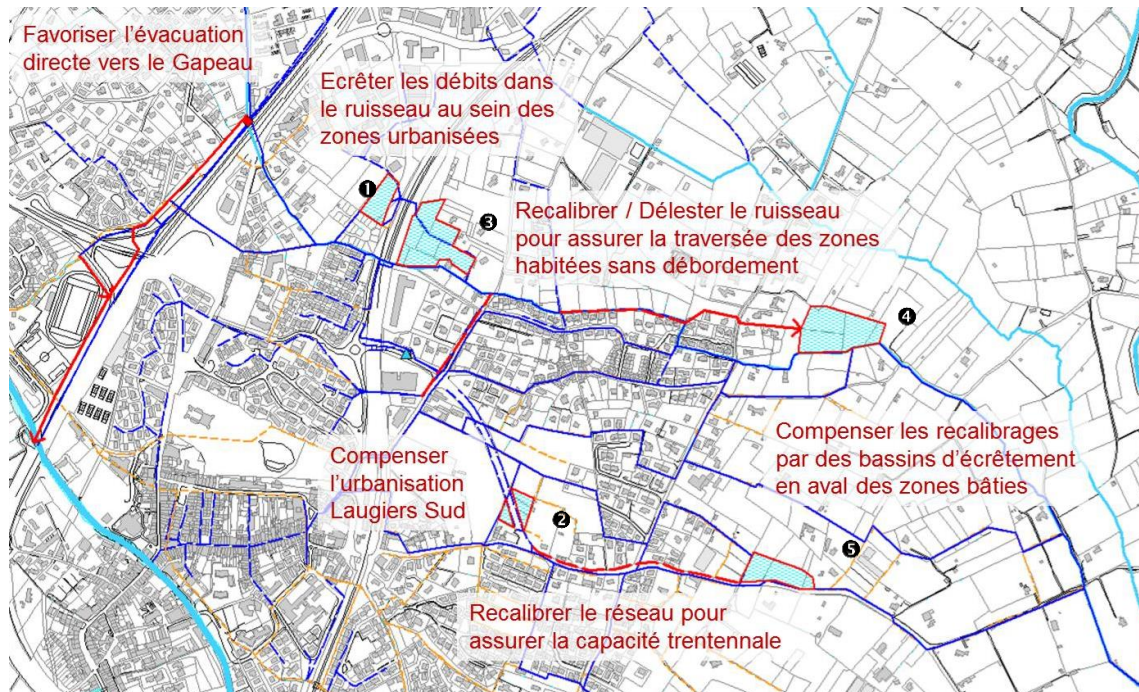 Favoriser l’évacuation
directe vers le Gapeau
Ecrêter les débits dans
le ruisseau au sein des
zones urbanisées
❶
❸
Recalibrer / Délester le ruisseau
pour assurer la traversée des zones
habitées sans débordement
❹
Compenser
l’urbanisation
Laugiers Sud
Compenser les recalibrages
par des bassins d’écrêtement
en aval des zones bâties
❷
❺
Recalibrer le réseau pour
assurer la capacité trentennale